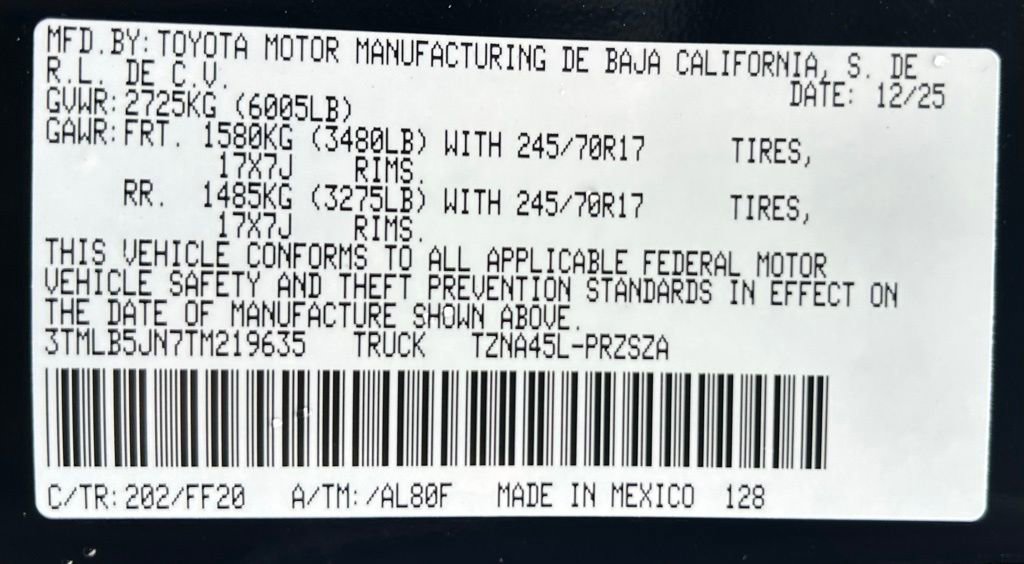 MFD.BY:TOYOTA MOTOR MANUFACTURING DE BAJA CALIFORNIA, S. DE
R.L. DE C.V.
DATE: 12/25
GVWR:2725KG (6005LB)
GAWR:FRT. 1580KG (3480LB) WITH 245/70R17 TIRES,
17X7J RIMS.
RR. 1485KG (3275LB) WITH 245/70R17 TIRES,
17X7J RIMS.
THIS VEHICLE CONFORMS TO ALL APPLICABLE FEDERAL MOTOR
VEHICLE SAFETY AND THEFT PREVENTION STANDARDS IN EFFECT ON
THE DATE OF MANUFACTURE SHOWN ABOVE.
3TMLB5JN7TM219635 TRUCK TZNA45L-PRZSZA
C/TR:202/FF20 A/TM:/AL80F MADE IN MEXICO 128